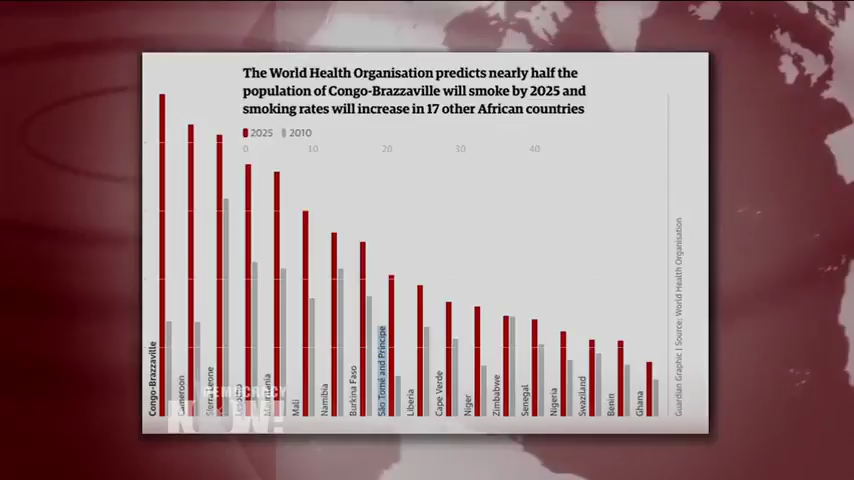 The World Health Organisation predicts nearly half the
population of Congo-Brazzaville will smoke by 2025 and
smoking rates will increase in 17 other African countries
2025 2010
0 10 20 30 40
Congo-Brazzaville
Cameroon
Sierra Leone
Mauritania
Mali
Namibia
Burkina Faso
São Tomé and Príncipe
Liberia
Cape Verde
Niger
Zimbabwe
Senegal
Nigeria
Swaziland
Benin
Ghana
Guardian Graphic | Source: World Health Organisation
DEMOCRACY
NOW!